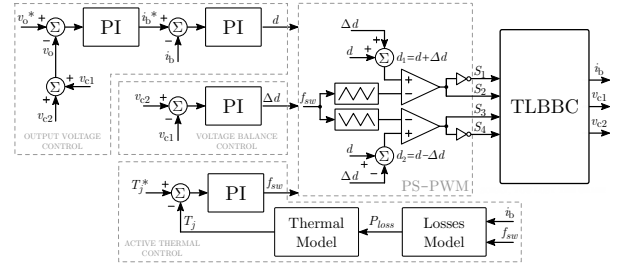 v_o* + Σ PI i_b* + Σ PI d
− v_o − i_b
+ Σ + v_c1
+ v_c2
OUTPUT VOLTAGE CONTROL
v_c2 + Σ PI Δd
− v_c1
VOLTAGE BALANCE CONTROL
T_j* + Σ PI f_sw
− T_j
Thermal Model P_loss Losses Model i_b f_sw
ACTIVE THERMAL CONTROL
Δd
+
d + Σ d_1=d+Δd
f_sw
+ −
− +
d + Σ d_2=d−Δd
−
Δd
PS-PWM
S_1
S_2
S_3
S_4
TLBBC
i_b
v_c1
v_c2